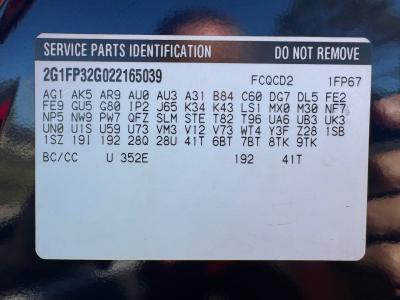 SERVICE PARTS IDENTIFICATION DO NOT REMOVE
2G1FP32G022165039 FCQCD2 1FP67
AG1 AK5 AR9 AU0 AU3 A31 B84 C60 DG7 DL5 FE2
FE9 GU5 G80 IP2 J65 K34 K43 LS1 MX0 M30 NF7
NP5 NW9 PW7 QFZ SLM STE T82 T96 UA6 UB3 UK3
UN0 U1S U59 U73 VM3 V12 V73 WT4 Y3F Z28 1SB
1SZ 19I 192 28Q 28U 41T 6BT 7BT 8TK 9TK
BC/CC U 352E 192 41T